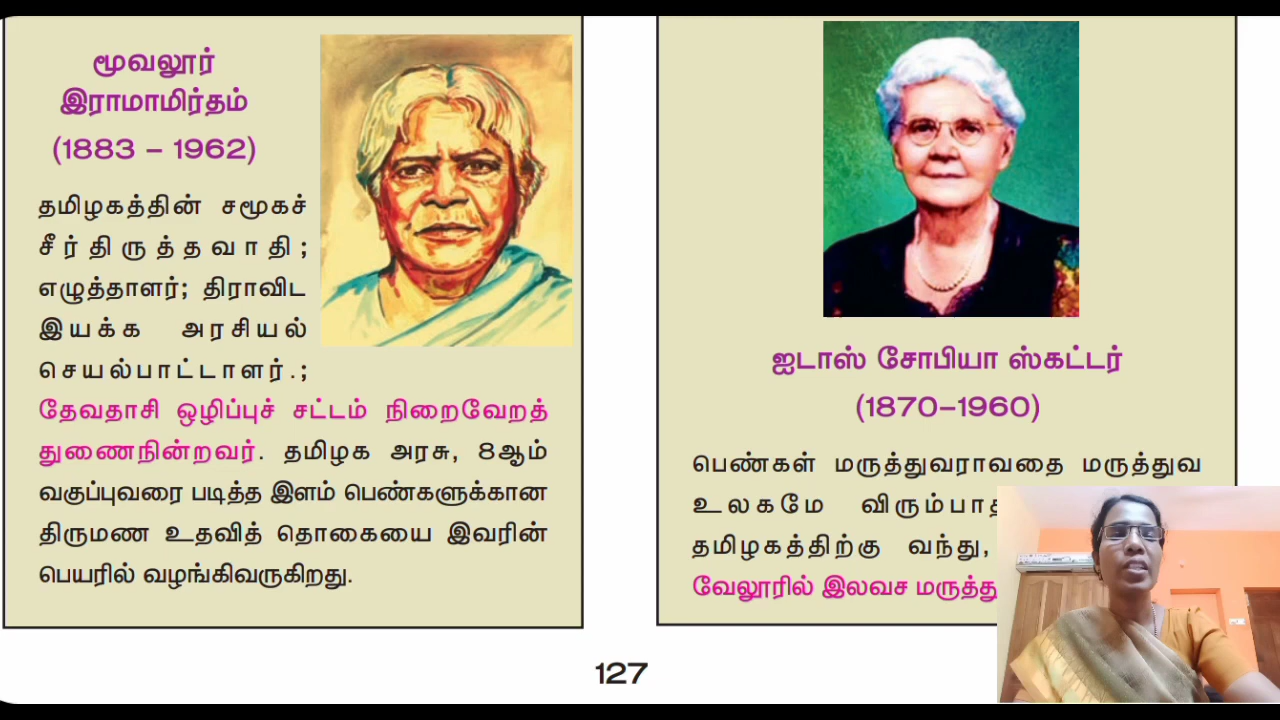 மூவலூர்
இராமாமிர்தம்
(1883 – 1962)
தமிழகத்தின் சமூகச்
சீர்திருத்தவாதி;
எழுத்தாளர்; திராவிட
இயக்க அரசியல்
செயல்பாட்டாளர்.;
தேவதாசி ஒழிப்புச் சட்டம் நிறைவேறத்
துணைநின்றவர். தமிழக அரசு, 8ஆம்
வகுப்புவரை படித்த இளம் பெண்களுக்கான
திருமண உதவித் தொகையை இவரின்
பெயரில் வழங்கிவருகிறது.
ஐடாஸ் சோபியா ஸ்கட்டர்
(1870–1960)
பெண்கள் மருத்துவராவதை மருத்துவ
உலகமே
தமிழகத்திற்கு வந்து,
வேலூரில் இலவச
127